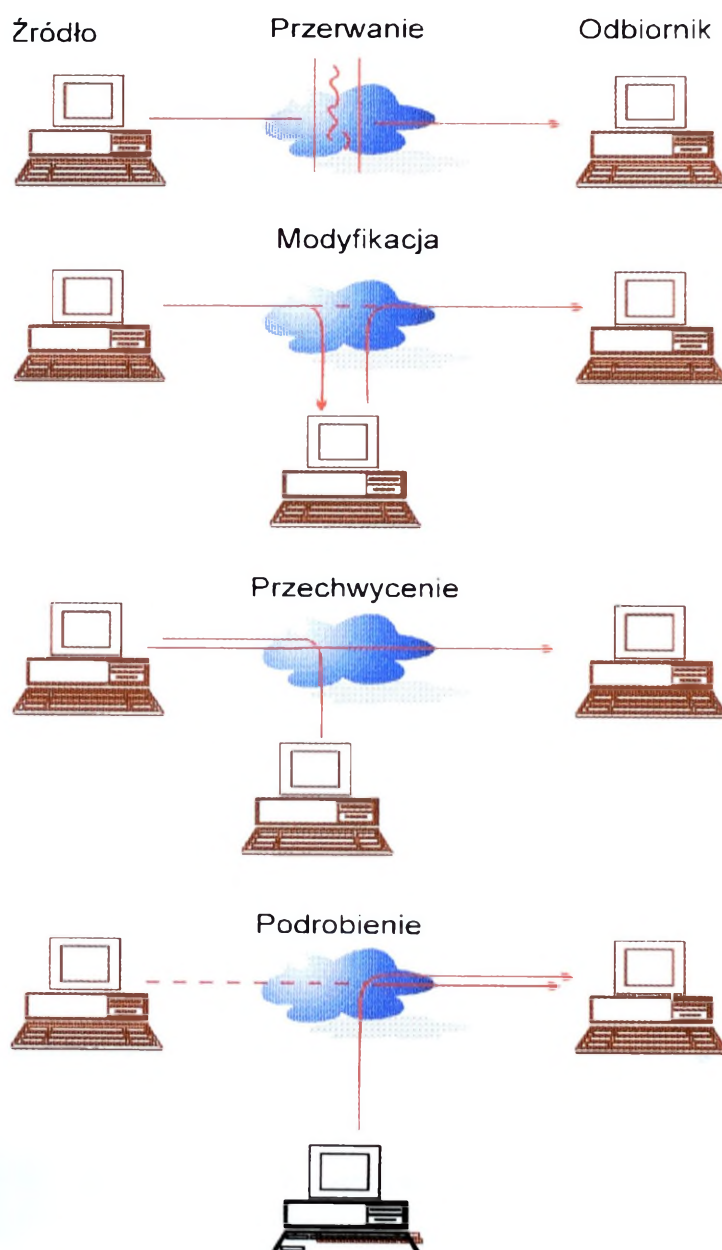 Źródło Przerwanie Odbiornik
Modyfikacja
Przechwycenie
Podrobienie